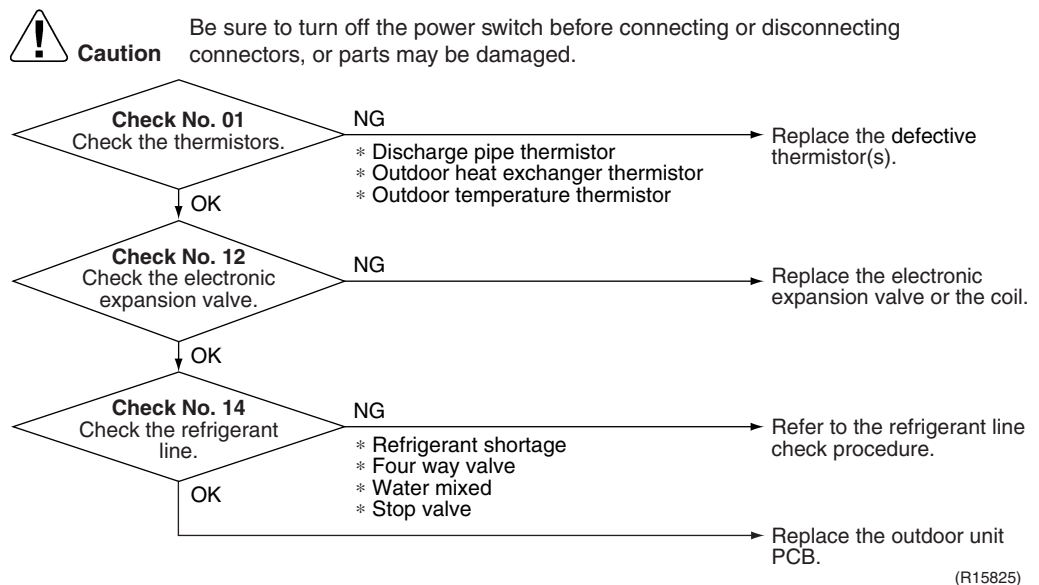 Be sure to turn off the power switch before connecting or disconnecting
Caution connectors, or parts may be damaged.
Check No. 01
Check the thermistors.
NG
∗ Discharge pipe thermistor
∗ Outdoor heat exchanger thermistor
∗ Outdoor temperature thermistor
Replace the defective
thermistor(s).
OK
Check No. 12
Check the electronic
expansion valve.
NG
Replace the electronic
expansion valve or the coil.
OK
Check No. 14
Check the refrigerant
line.
NG
∗ Refrigerant shortage
∗ Four way valve
∗ Water mixed
∗ Stop valve
Refer to the refrigerant line
check procedure.
OK
Replace the outdoor unit
PCB.
(R15825)